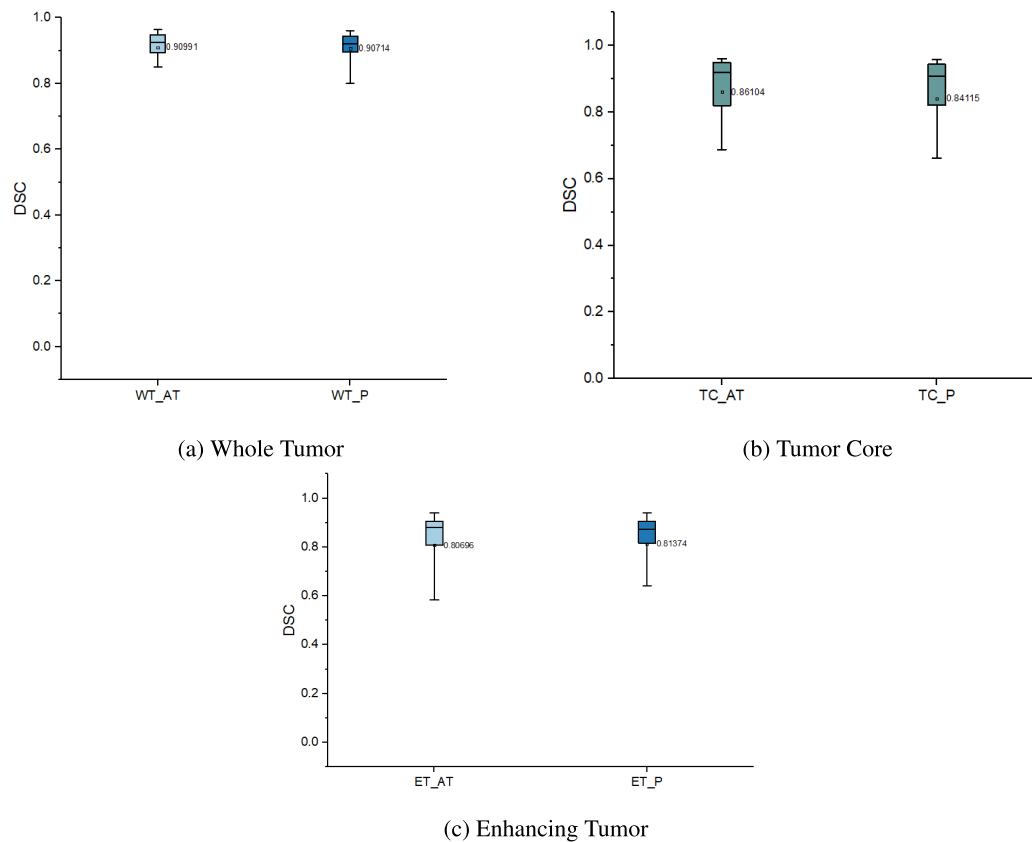 1.0
0.8
0.6
0.4
0.2
0.0
DSC
0.90991
0.90714
WT_AT
WT_P
(a) Whole Tumor
1.0
0.8
0.6
0.4
0.2
0.0
DSC
0.86104
0.84115
TC_AT
TC_P
(b) Tumor Core
1.0
0.8
0.6
0.4
0.2
0.0
DSC
0.80696
0.81374
ET_AT
ET_P
(c) Enhancing Tumor